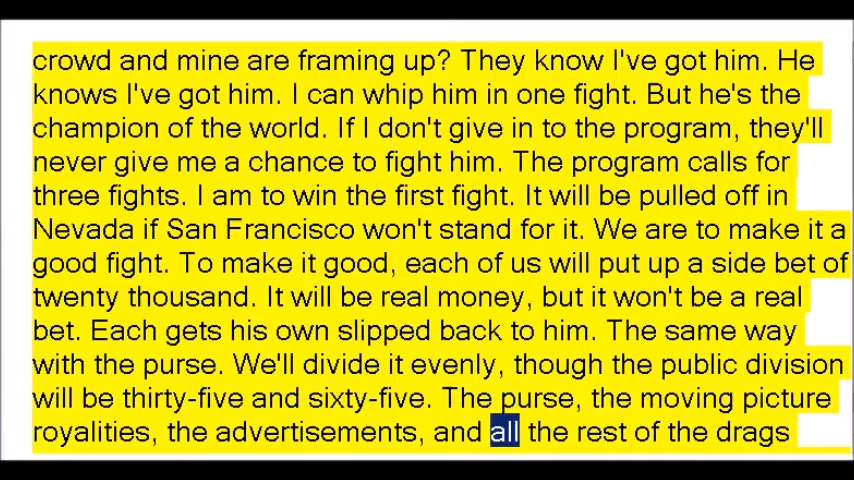 crowd and mine are framing up? They know I've got him. He
knows I've got him. I can whip him in one fight. But he's the
champion of the world. If I don't give in to the program, they'll
never give me a chance to fight him. The program calls for
three fights. I am to win the first fight. It will be pulled off in
Nevada if San Francisco won't stand for it. We are to make it a
good fight. To make it good, each of us will put up a side bet of
twenty thousand. It will be real money, but it won't be a real
bet. Each gets his own slipped back to him. The same way
with the purse. We'll divide it evenly, though the public division
will be thirty-five and sixty-five. The purse, the moving picture
royalities, the advertisements, and all the rest of the drags